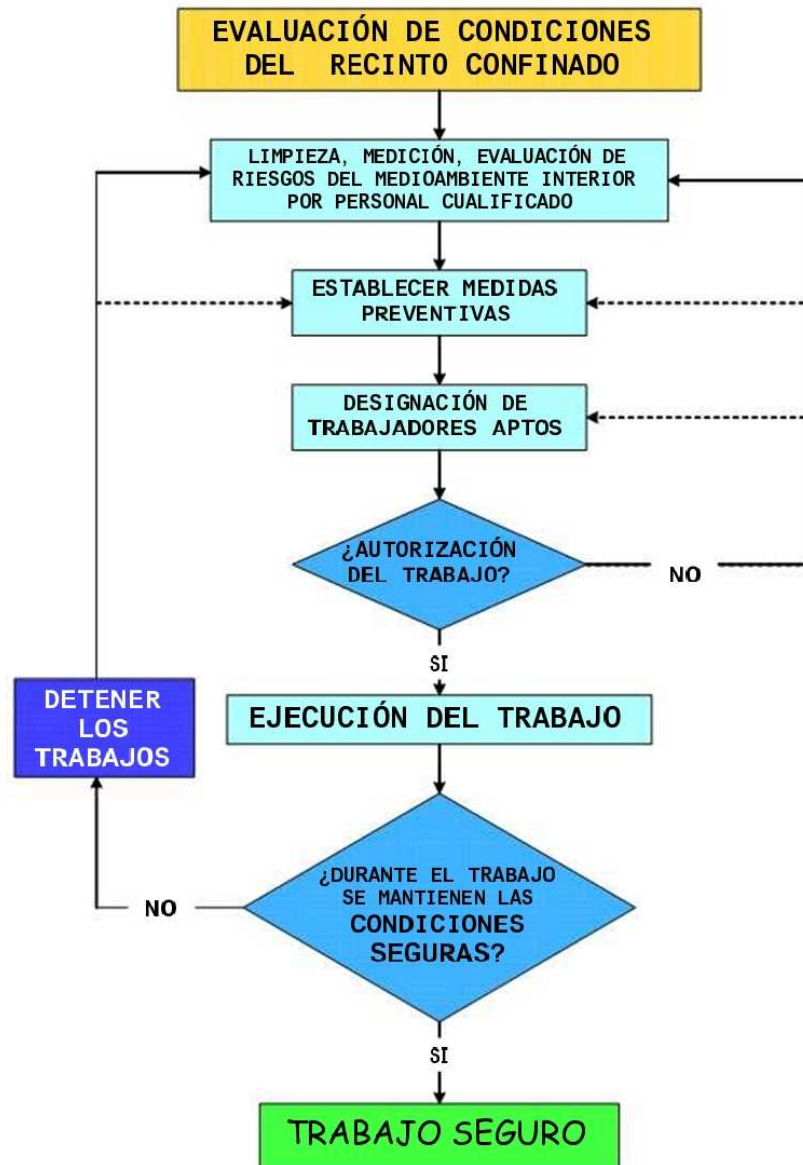 EVALUACIÓN DE CONDICIONES
DEL RECINTO CONFINADO
LIMPIEZA, MEDICIÓN, EVALUACIÓN DE
RIESGOS DEL MEDIOAMBIENTE INTERIOR
POR PERSONAL CUALIFICADO
ESTABLECER MEDIDAS
PREVENTIVAS
DESIGNACIÓN DE
TRABAJADORES APTOS
¿AUTORIZACIÓN
DEL TRABAJO?
NO
SI
DETENER
LOS
TRABAJOS
EJECUCIÓN DEL TRABAJO
¿DURANTE EL TRABAJO
SE MANTIENEN LAS
CONDICIONES
SEGURAS?
NO
SI
TRABAJO SEGURO